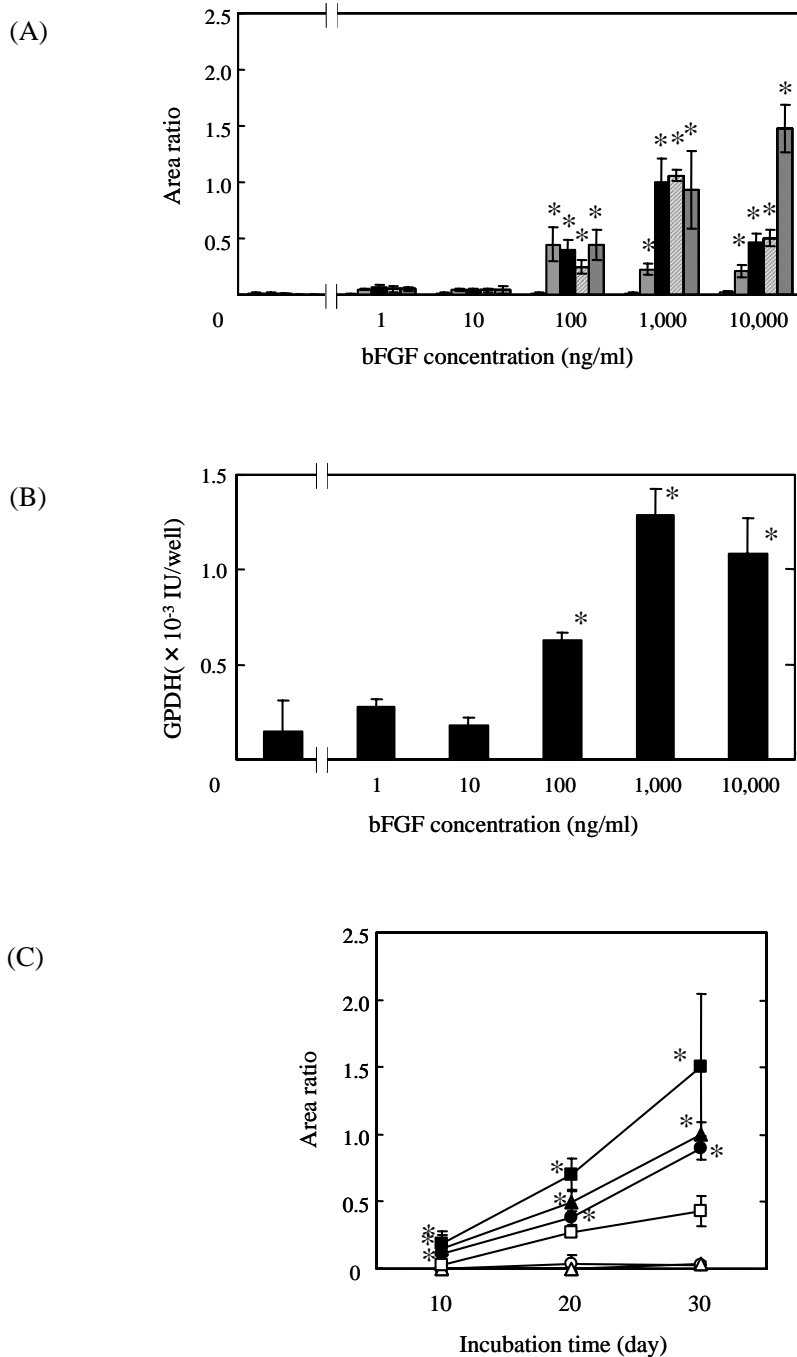 (A)
2.5
2.0
1.5
1.0
0.5
Area ratio
* * * * * * * * * * * *
0 1 10 100 1,000 10,000
bFGF concentration (ng/ml)
(B)
1.5
1.0
0.5
GPDH( × 10⁻³ IU/well)
* * *
0 1 10 100 1,000 10,000
bFGF concentration (ng/ml)
(C)
2.5
2.0
1.5
1.0
0.5
0
Area ratio
* * * * * * * * *
10 20 30
Incubation time (day)